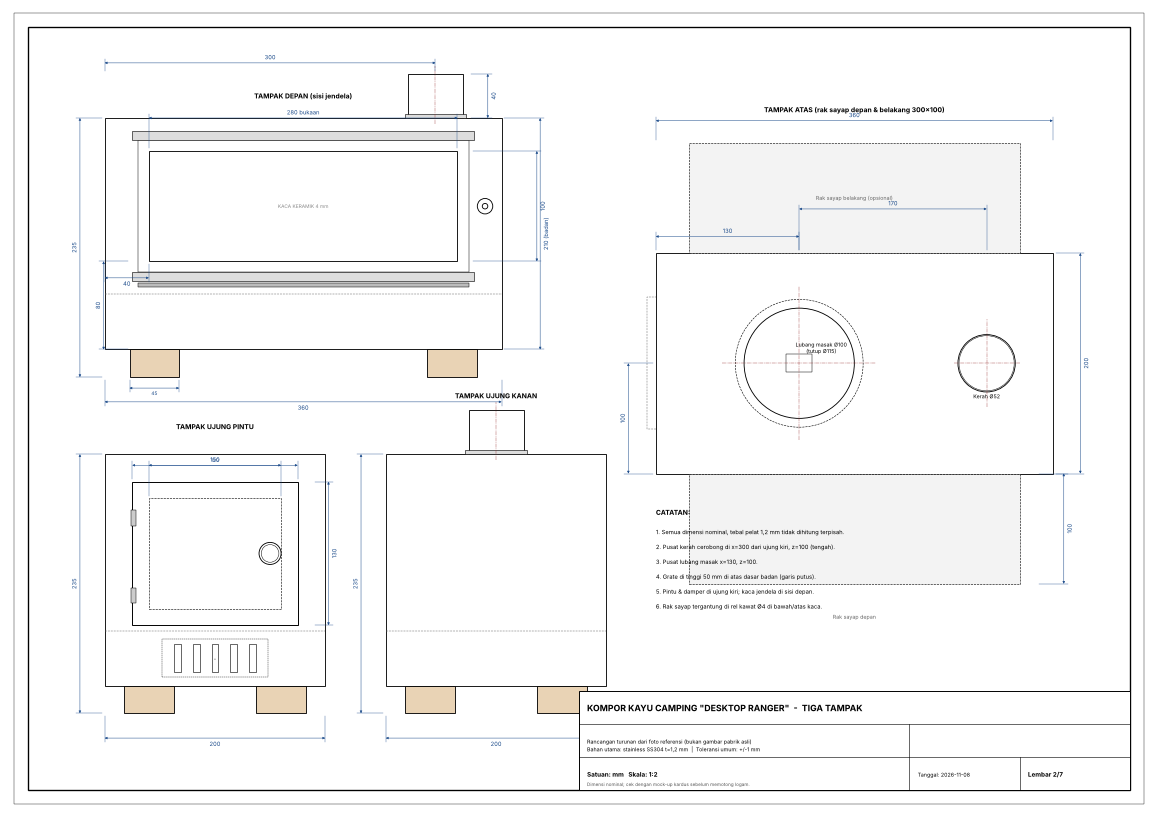 300
40
TAMPAK DEPAN (sisi jendela)
280 bukaan
KACA KERAMIK 4 mm
100
210 (badan)
235
40
80
45
360
TAMPAK ATAS (rak sayap depan & belakang 300×100)
360
Rak sayap belakang (opsional)
170
130
Lubang masak Ø100
(tutup Ø115)
Kerah Ø52
200
100
100
TAMPAK UJUNG PINTU
150
130
235
200
TAMPAK UJUNG KANAN
235
200
CATATAN:
1. Semua dimensi nominal, tebal pelat 1,2 mm tidak dihitung terpisah.
2. Pusat kerah cerobong di x=300 dari ujung kiri, z=100 (tengah).
3. Pusat lubang masak x=130, z=100.
4. Grate di tinggi 50 mm di atas dasar badan (garis putus).
5. Pintu & damper di ujung kiri; kaca jendela di sisi depan.
6. Rak sayap tergantung di rel kawat Ø4 di bawah/atas kaca.
Rak sayap depan
KOMPOR KAYU CAMPING "DESKTOP RANGER" - TIGA TAMPAK
Rancangan turunan dari foto referensi (bukan gambar pabrik asli)
Bahan utama: stainless SS304 t=1,2 mm | Toleransi umum: +/-1 mm
Satuan: mm Skala: 1:2
Tanggal: 2026-11-08
Lembar 2/7
Dimensi nominal, cek dengan mock-up kardus sebelum memotong logam.